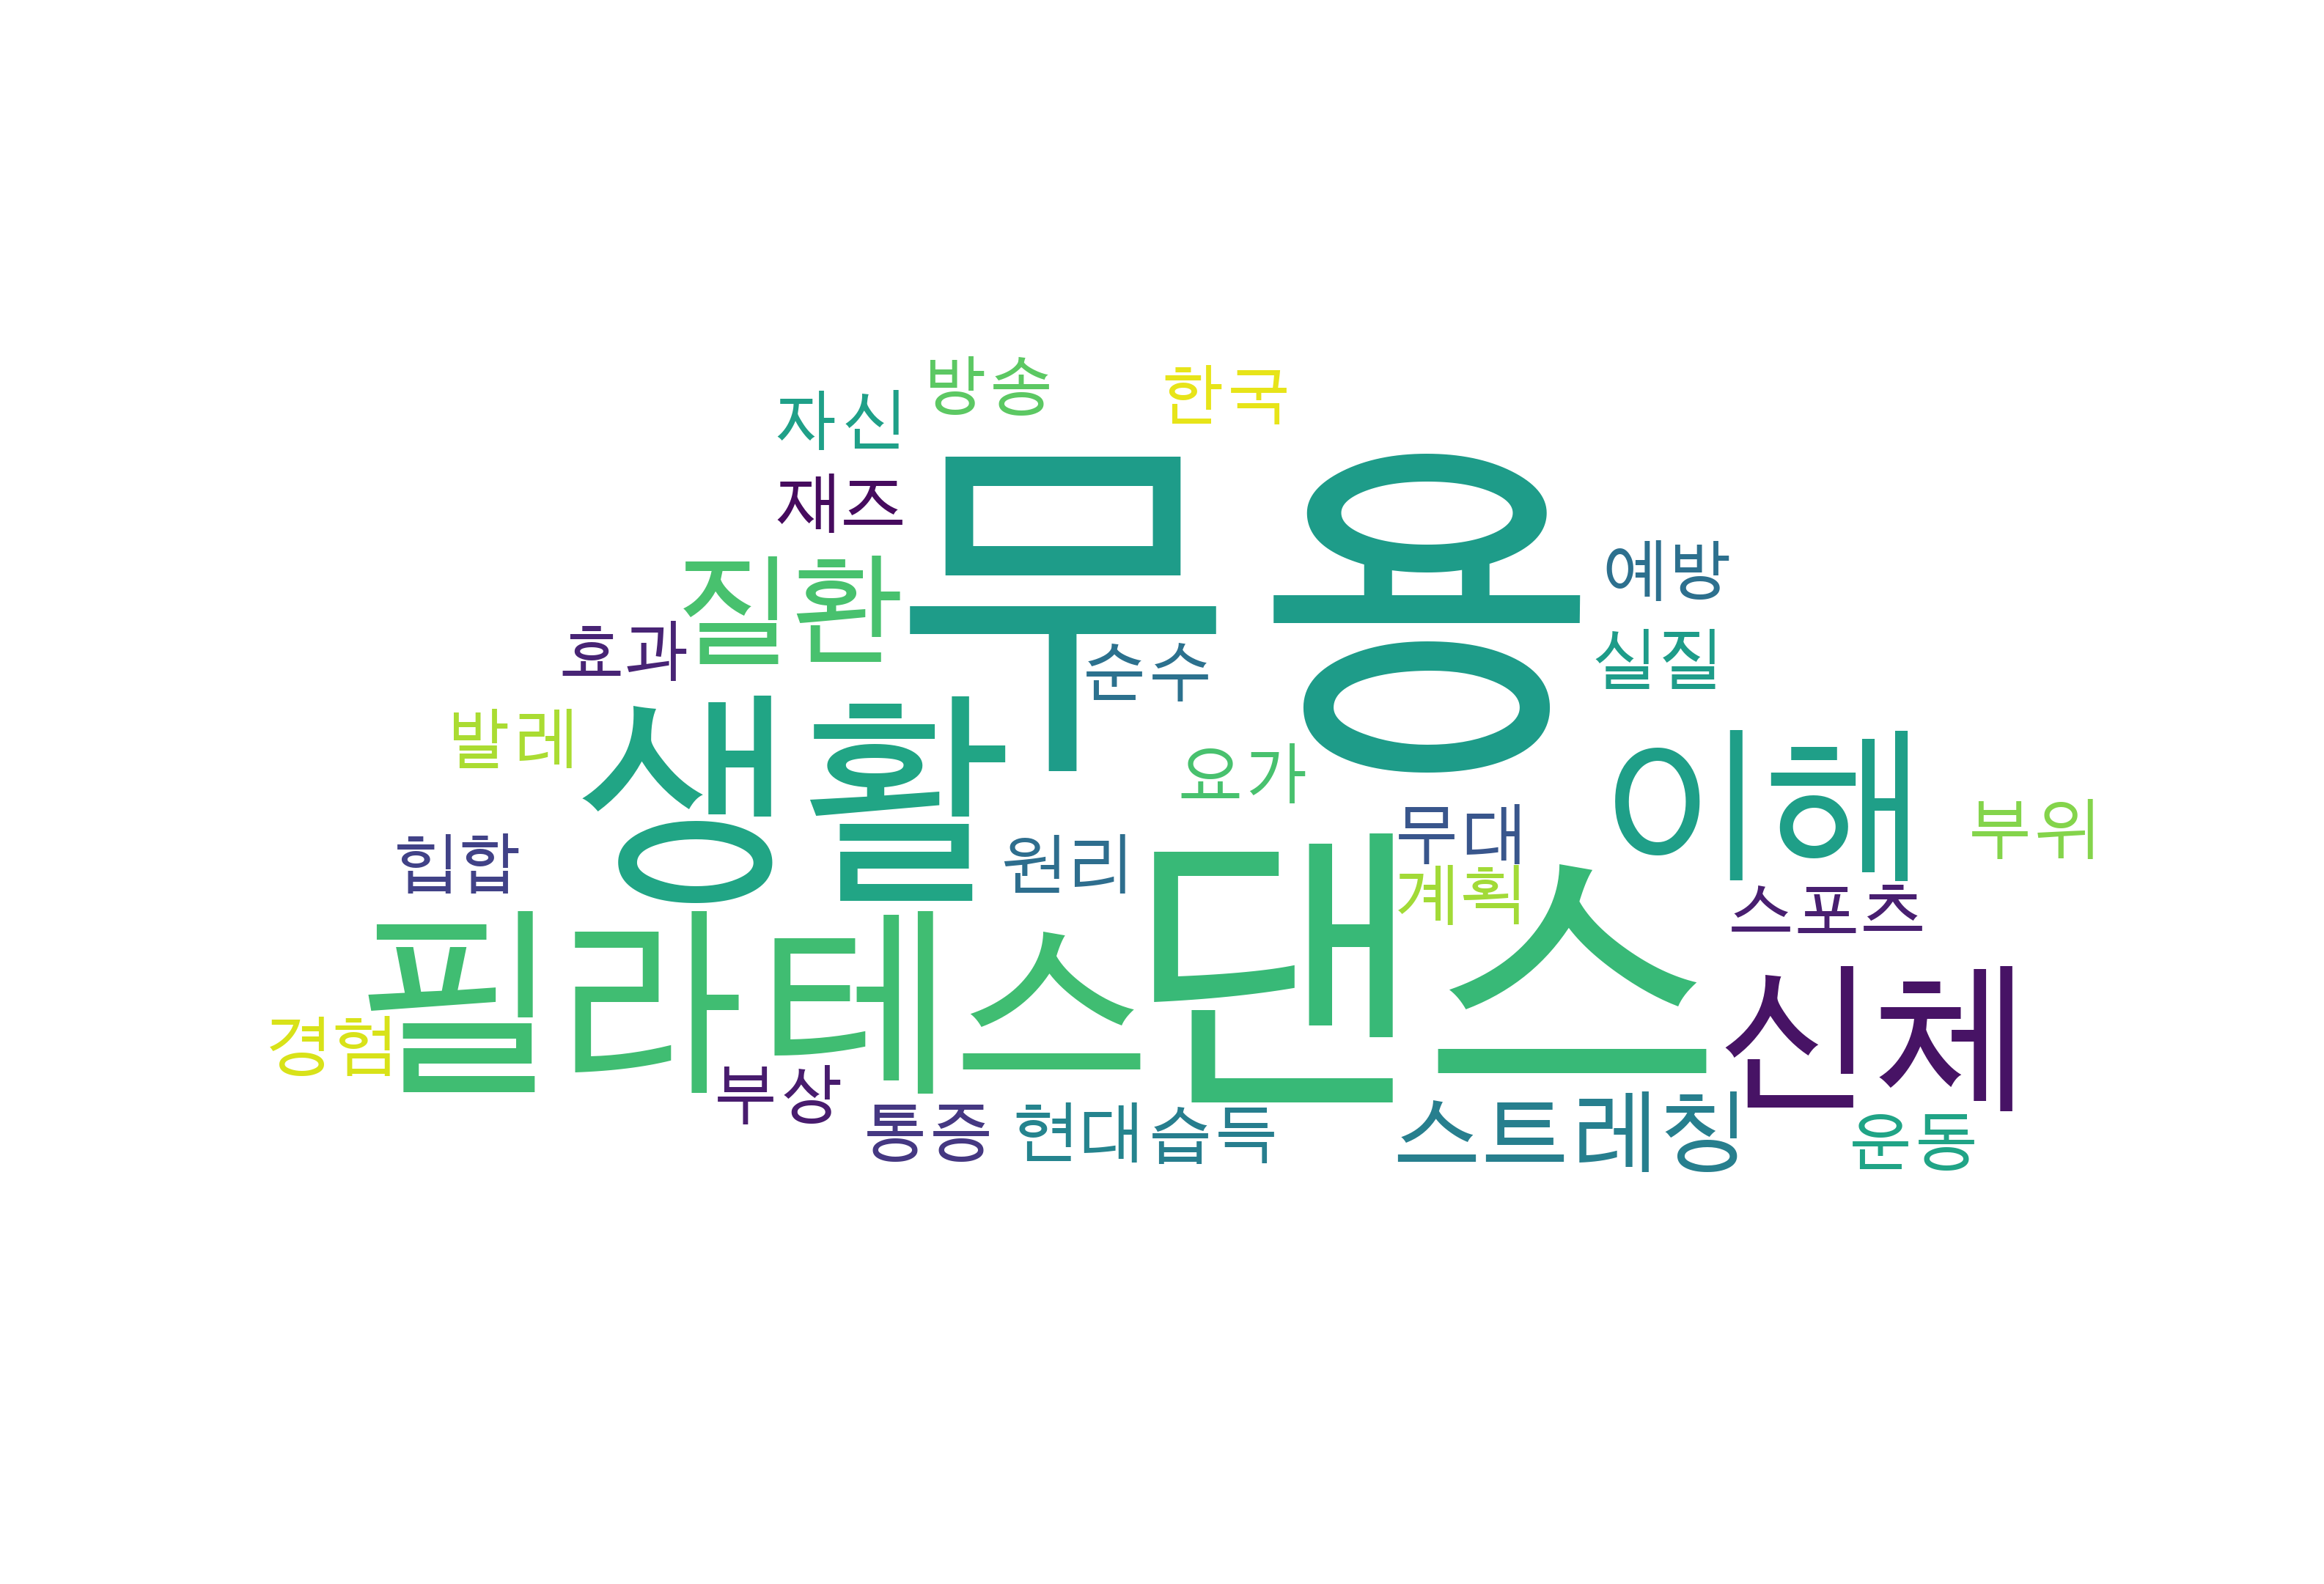 방송
한국
자신
재즈
무용
예방
질환
효과
순수
실질
발레
생활
요가
이해
무대
부위
힙합
원리
계획
스포츠
필라테스
댄스
신체
경험
부상
통증
현대
습득
스트레칭
운동